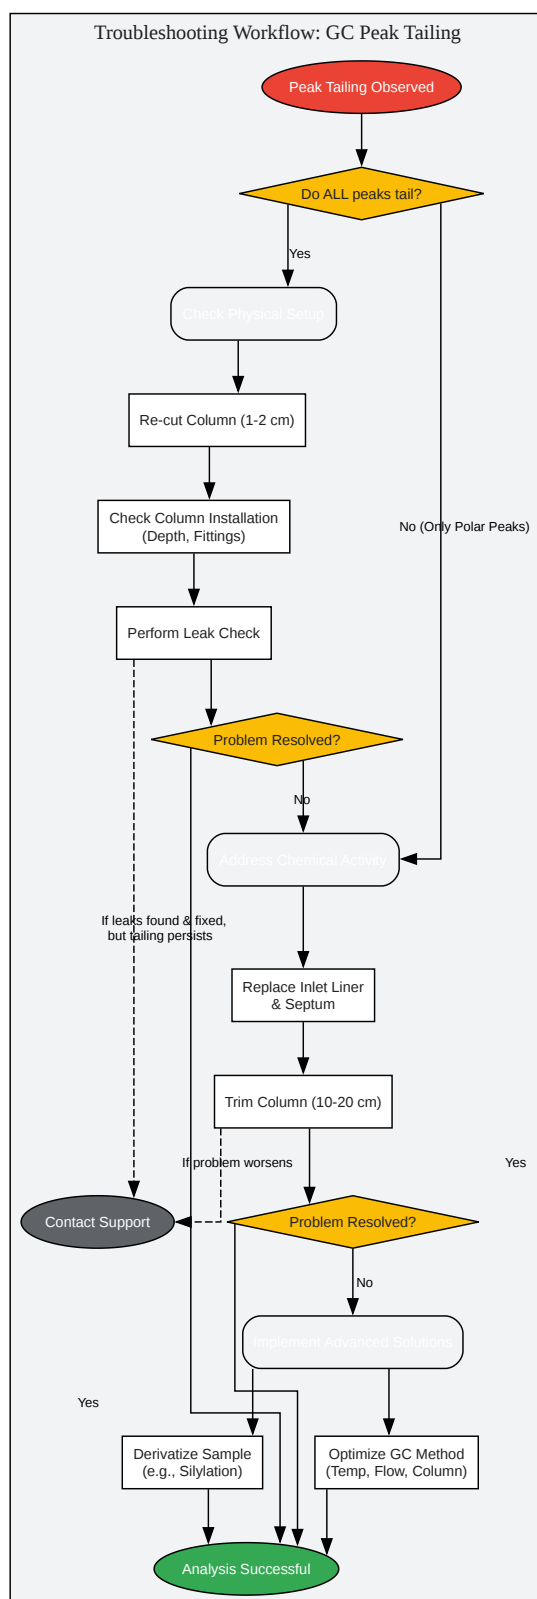 Troubleshooting Workflow: GC Peak Tailing
Peak Tailing Observed
Do ALL peaks tail?
Yes
Check Physical Setup
Re-cut Column (1-2 cm)
Check Column Installation
(Depth, Fittings)
No (Only Polar Peaks)
Perform Leak Check
Problem Resolved?
No
Address Chemical Activity
If leaks found & fixed,
but tailing persists
Replace Inlet Liner
& Septum
Trim Column (10-20 cm)
If problem worsens
Yes
Contact Support
Problem Resolved?
No
Implement Advanced Solutions
Yes
Derivatize Sample
(e.g., Silylation)
Optimize GC Method
(Temp, Flow, Column)
Analysis Successful